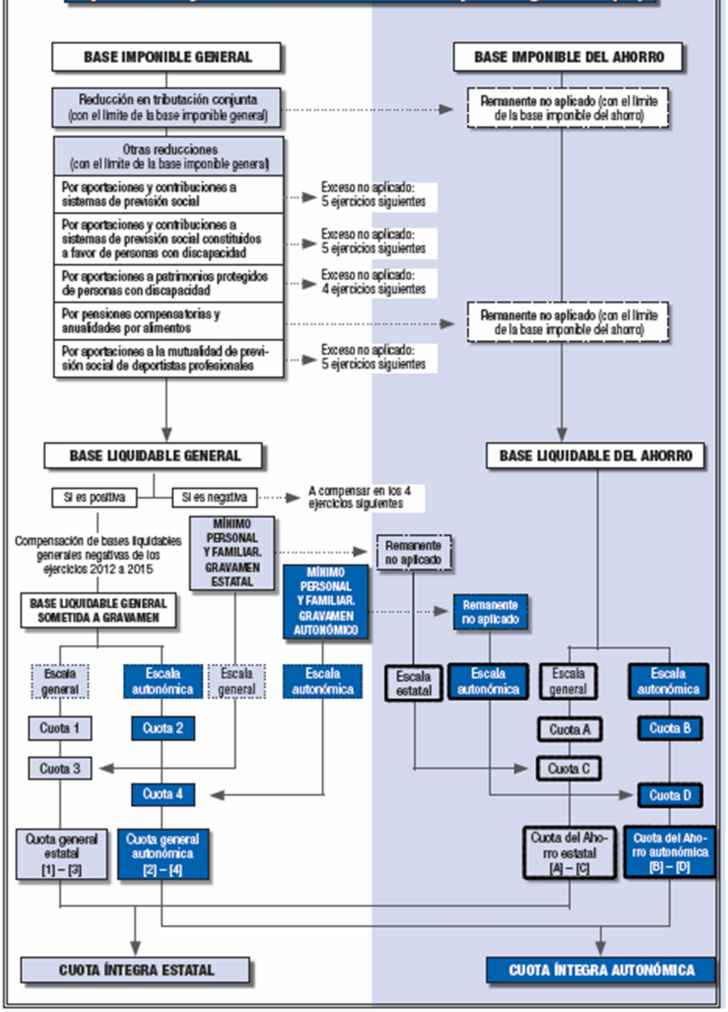 BASE IMPONIBLE GENERAL
BASE IMPONIBLE DEL AHORRO
Reducción en tributación conjunta
(con el límite de la base imponible general)
Remanente no aplicado (con el límite
de la base imponible del ahorro)
Otras reducciones
(con el límite de la base imponible general)
Por aportaciones y contribuciones a
sistemas de previsión social
Exceso no aplicado:
5 ejercicios siguientes
Por aportaciones y contribuciones a
sistemas de previsión social constituidos
a favor de personas con discapacidad
Exceso no aplicado:
5 ejercicios siguientes
Por aportaciones a patrimonios protegidos
de personas con discapacidad
Exceso no aplicado:
4 ejercicios siguientes
Por pensiones compensatorias y
anualidades por alimentos
Remanente no aplicado (con el límite
de la base imponible del ahorro)
Por aportaciones a la mutualidad de previ-
sión social de deportistas profesionales
Exceso no aplicado:
5 ejercicios siguientes
BASE LIQUIDABLE GENERAL
BASE LIQUIDABLE DEL AHORRO
Si es positiva
Si es negativa
A compensar en los 4
ejercicios siguientes
Compensación de bases liquidables
generales negativas de los
ejercicios 2012 a 2015
MÍNIMO
PERSONAL
Y FAMILIAR.
GRAVAMEN
ESTATAL
Remanente
no aplicado
MÍNIMO
PERSONAL
Y FAMILIAR.
GRAVAMEN
AUTONÓMICO
Remanente
no aplicado
BASE LIQUIDABLE GENERAL
SOMETIDA A GRAVAMEN
Escala
general
Escala
autonómica
Escala
general
Escala
autonómica
Escala
estatal
Escala
autonómica
Escala
general
Escala
autonómica
Cuota 1
Cuota 2
Cuota A
Cuota B
Cuota 3
Cuota C
Cuota 4
Cuota D
Cuota general
estatal
[1] – [3]
Cuota general
autonómica
[2] – [4]
Cuota del Aho-
rro estatal
[A] – [C]
Cuota del Aho-
rro autonómica
[B] – [D]
CUOTA ÍNTEGRA ESTATAL
CUOTA ÍNTEGRA AUTONÓMICA